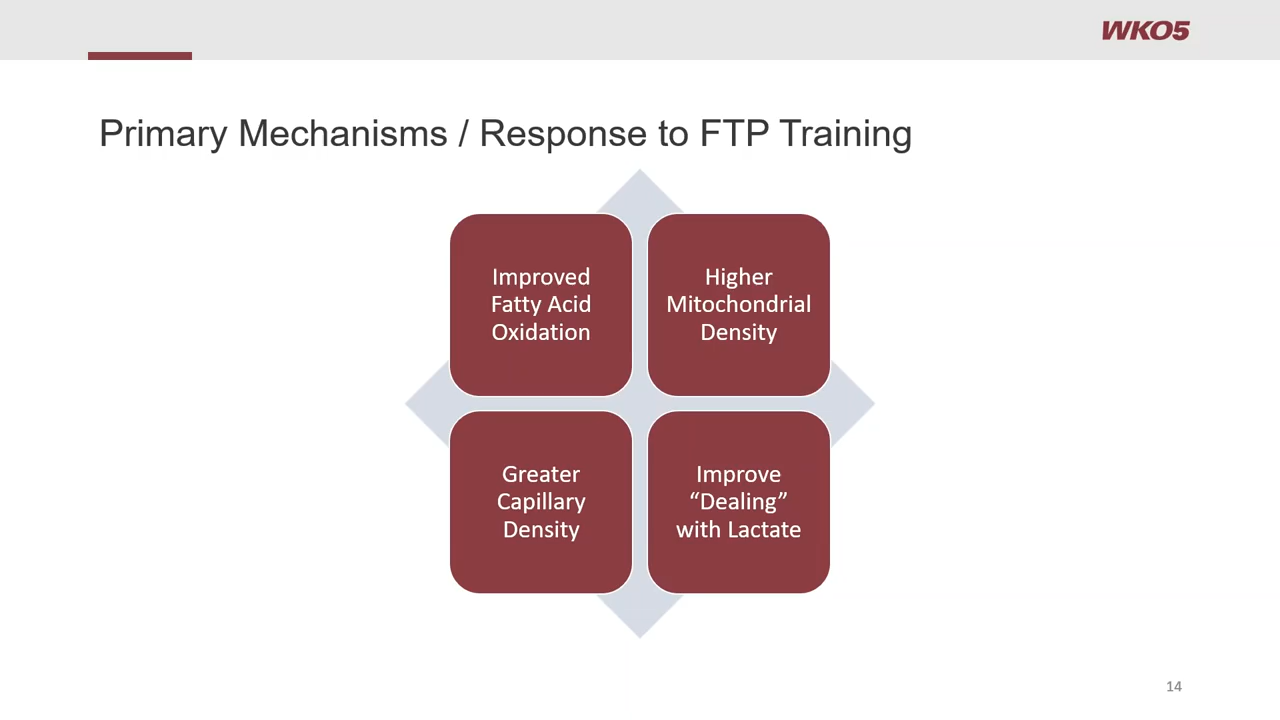 WKO5
Primary Mechanisms / Response to FTP Training
Improved
Fatty Acid
Oxidation
Higher
Mitochondrial
Density
Greater
Capillary
Density
Improve
“Dealing”
with Lactate
14